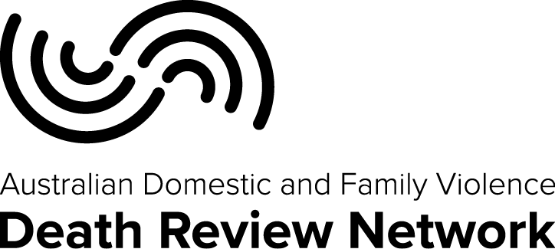 Australian Domestic and Family Violence
Death Review Network